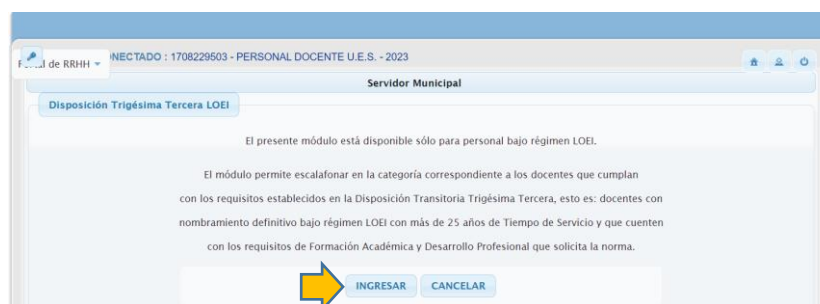 NECTADO : 1708229503 - PERSONAL DOCENTE U.E.S. - 2023
al de RRHH
Servidor Municipal
Disposición Trigésima Tercera LOEI
El presente módulo está disponible sólo para personal bajo régimen LOEI.
El módulo permite escalafonar en la categoría correspondiente a los docentes que cumplan
con los requisitos establecidos en la Disposición Transitoria Trigésima Tercera, esto es: docentes con
nombramiento definitivo bajo régimen LOEI con más de 25 años de Tiempo de Servicio y que cuenten
con los requisitos de Formación Académica y Desarrollo Profesional que solicita la norma.
INGRESAR CANCELAR